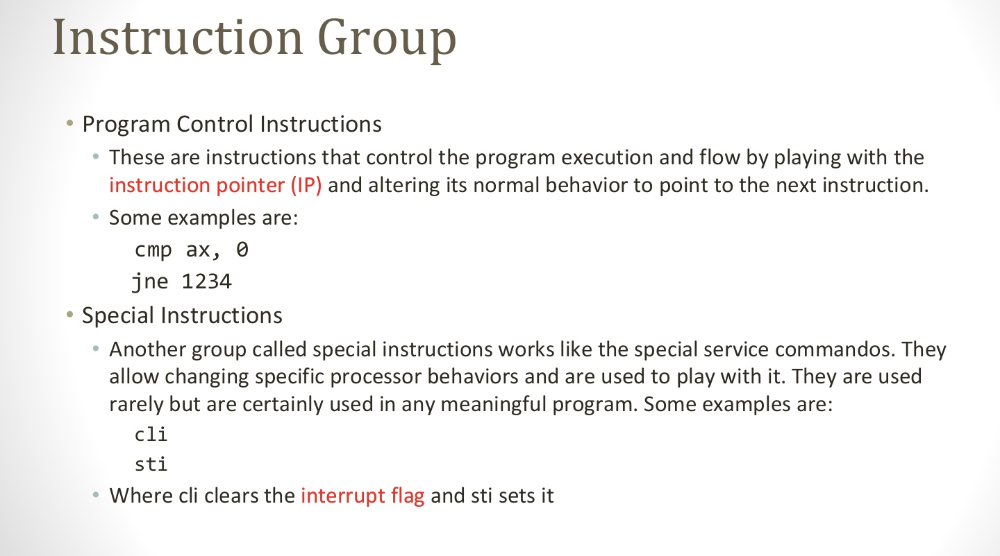 Instruction Group
• Program Control Instructions
• These are instructions that control the program execution and flow by playing with the
instruction pointer (IP) and altering its normal behavior to point to the next instruction.
• Some examples are:
cmp ax, 0
jne 1234
• Special Instructions
• Another group called special instructions works like the special service commandos. They
allow changing specific processor behaviors and are used to play with it. They are used
rarely but are certainly used in any meaningful program. Some examples are:
cli
sti
• Where cli clears the interrupt flag and sti sets it